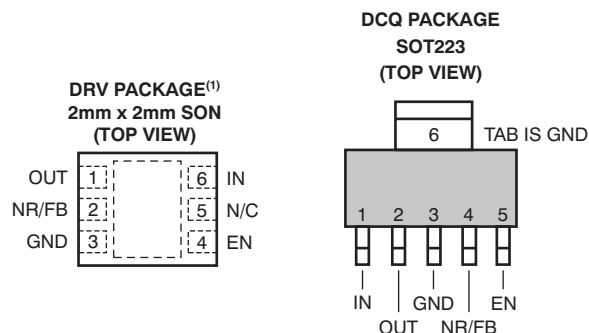 DRV PACKAGE(1)
2mm x 2mm SON
(TOP VIEW)
OUT 1 6 IN
NR/FB 2 5 N/C
GND 3 4 EN
DCQ PACKAGE
SOT223
(TOP VIEW)
6 TAB IS GND
1 2 3 4 5
IN GND EN
OUT NR/FB